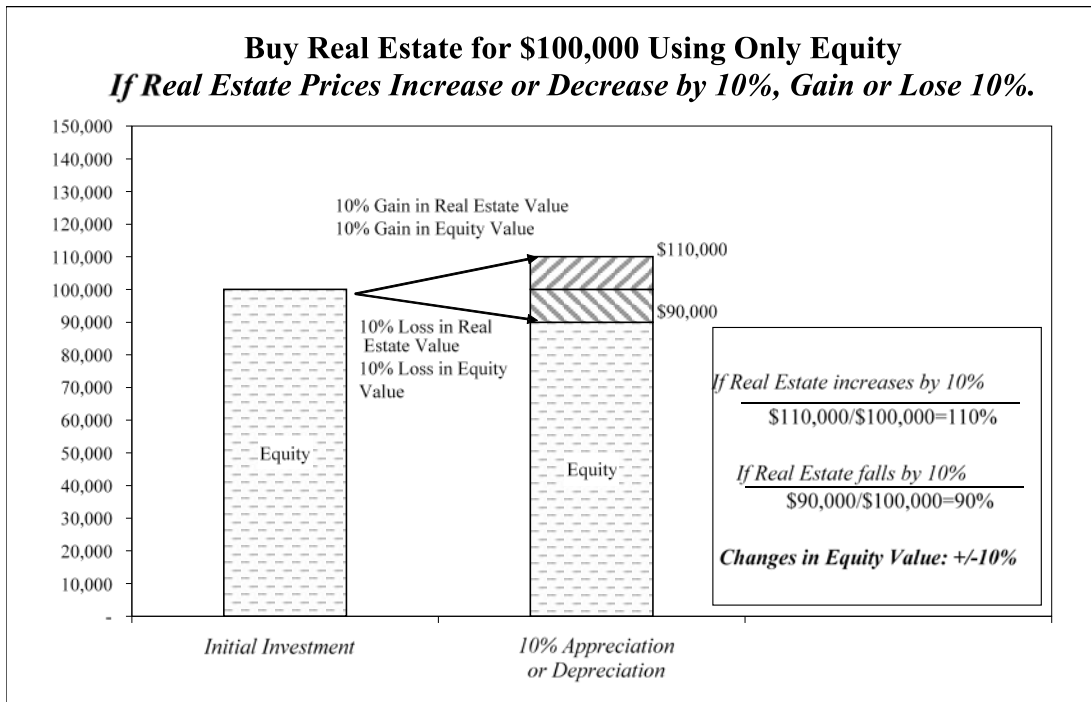 Buy Real Estate for $100,000 Using Only Equity
If Real Estate Prices Increase or Decrease by 10%, Gain or Lose 10%.
150,000
140,000
130,000
120,000
110,000
100,000
90,000
80,000
70,000
60,000
50,000
40,000
30,000
20,000
10,000
-
10% Gain in Real Estate Value
10% Gain in Equity Value
$110,000
$90,000
10% Loss in Real
Estate Value
10% Loss in Equity
Value
Equity
Equity
If Real Estate increases by 10%
$110,000/$100,000=110%
If Real Estate falls by 10%
$90,000/$100,000=90%
Changes in Equity Value: +/-10%
Initial Investment
10% Appreciation
or Depreciation